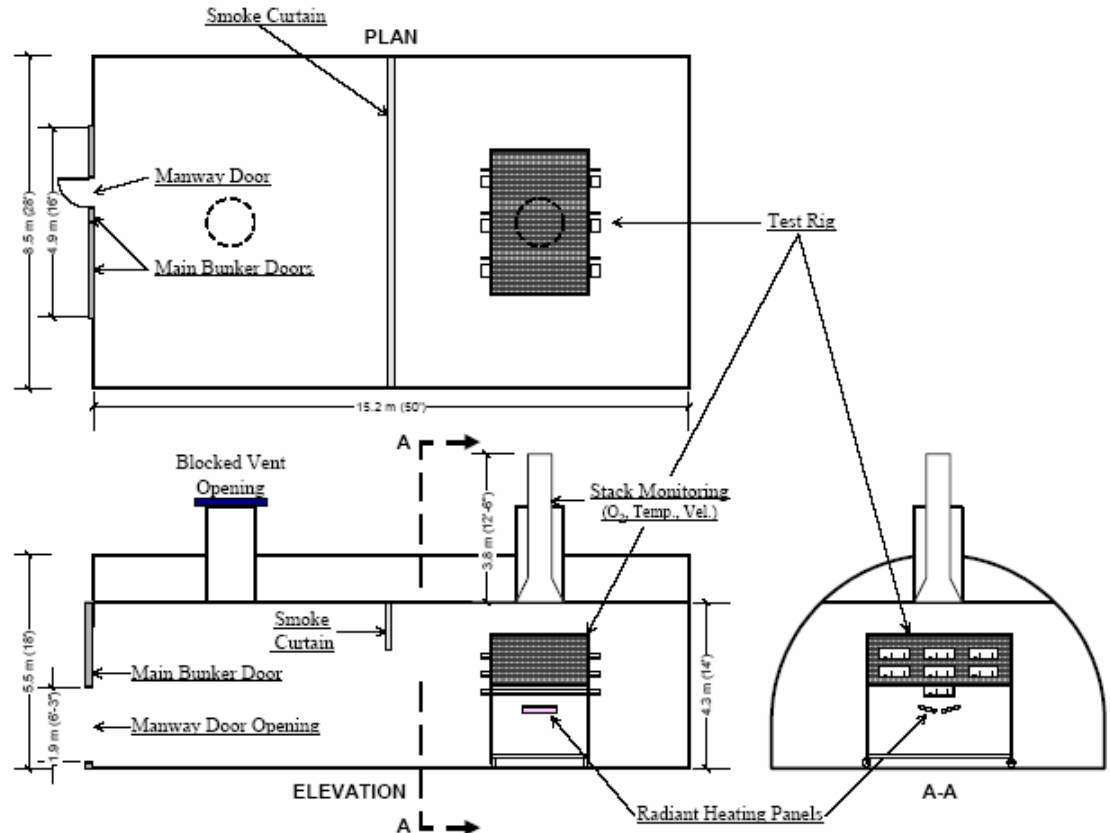 Smoke Curtain
PLAN
Manway Door
Main Bunker Doors
Test Rig
8.5 m (28')
4.9 m (16')
15.2 m (50')
A
Blocked Vent
Opening
3.8 m (12'-6")
Stack Monitoring
(O₂, Temp., Vel.)
Smoke
Curtain
Main Bunker Door
Manway Door Opening
5.5 m (18')
1.9 m (6'-3")
4.3 m (14')
ELEVATION
A
Radiant Heating Panels
A-A